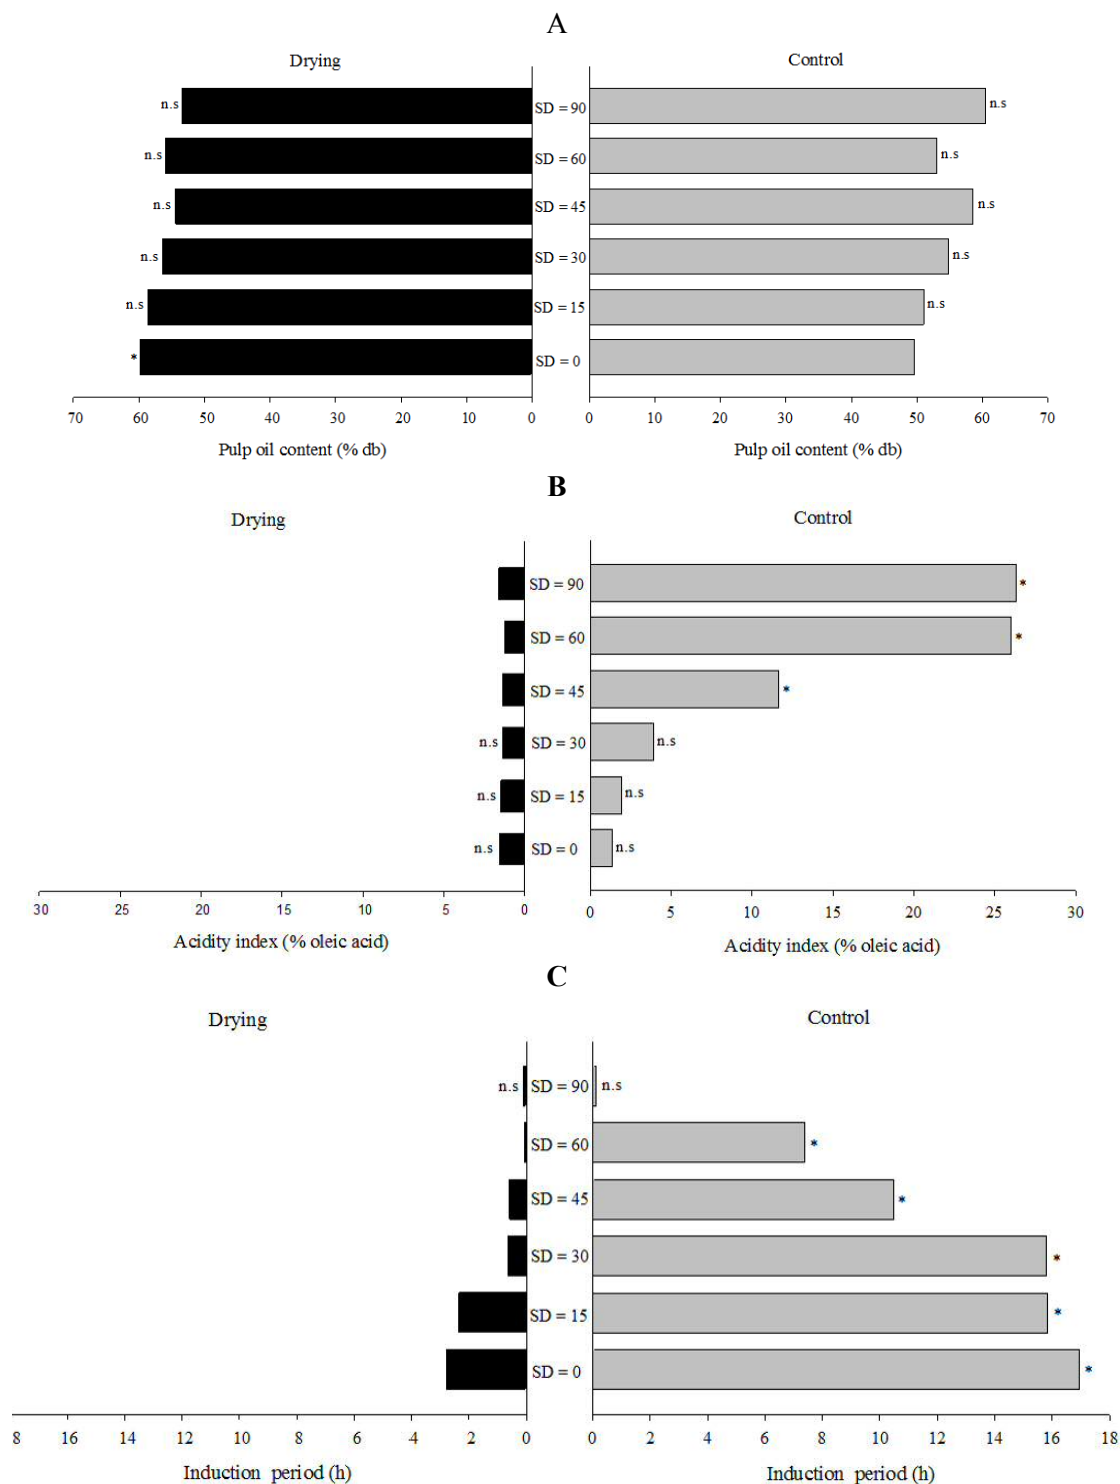 A
Drying Control
n.s SD = 90 n.s
n.s SD = 60 n.s
n.s SD = 45 n.s
n.s SD = 30 n.s
n.s SD = 15 n.s
* SD = 0
70 60 50 40 30 20 10 0 0 10 20 30 40 50 60 70
Pulp oil content (% db) Pulp oil content (% db)
B
Drying Control
SD = 90 *
SD = 60 *
SD = 45 *
n.s SD = 30 n.s
n.s SD = 15 n.s
n.s SD = 0 n.s
30 25 20 15 10 5 0 0 5 10 15 20 25 30
Acidity index (% oleic acid) Acidity index (% oleic acid)
C
Drying Control
n.s SD = 90 n.s
SD = 60 *
SD = 45 *
SD = 30 *
SD = 15 *
SD = 0 *
8 16 14 12 10 8 6 4 2 0 0 2 4 6 8 10 12 14 16 18
Induction period (h) Induction period (h)